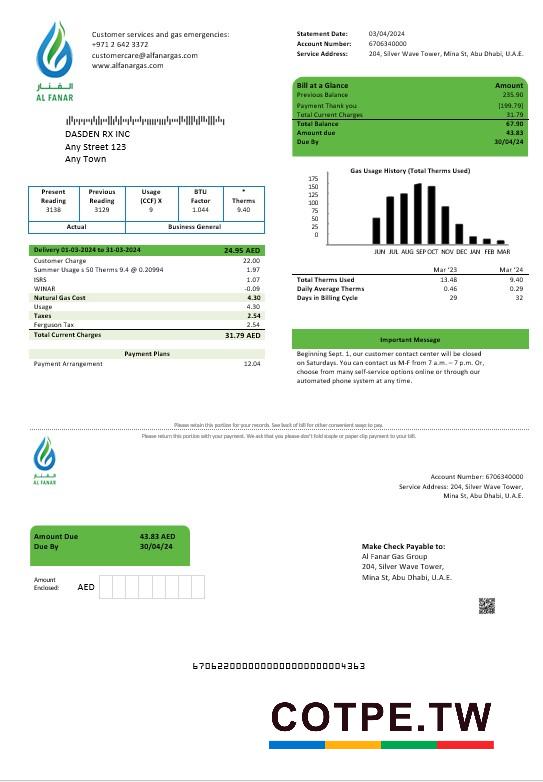 Customer services and gas emergencies:
+971 2 642 3372
customercare@alfanargas.com
www.alfanargas.com
الفنار
AL FANAR
Statement Date: 03/04/2024
Account Number: 6706340000
Service Address: 204, Silver Wave Tower, Mina St, Abu Dhabi, U.A.E.
DASDEN RX INC
Any Street 123
Any Town
Bill at a Glance Amount
Previous Balance 235.90
Payment Thank you (199.79)
Total Current Charges 31.79
Total Balance 67.90
Amount due 43.83
Due By 30/04/24
Present Reading Previous Reading Usage (CCF) X BTU Factor * Therms
3138 3129 9 1.044 9.40
Actual Business General
Gas Usage History (Total Therms Used)
175
150
125
100
75
50
25
0
JUN JUL AUG SEP OCT NOV DEC JAN FEB MAR
Mar '23 Mar '24
Total Therms Used 13.48 9.40
Daily Average Therms 0.46 0.29
Days in Billing Cycle 29 32
Delivery 01-03-2024 to 31-03-2024 24.95 AED
Customer Charge 22.00
Summer Usage ≤ 50 Therms 9.4 @ 0.20994 1.97
ISRS 1.07
WINAR -0.09
Natural Gas Cost 4.30
Usage 4.30
Taxes 2.54
Ferguson Tax 2.54
Total Current Charges 31.79 AED
Payment Plans
Payment Arrangement 12.04
Important Message
Beginning Sept. 1, our customer contact center will be closed
on Saturdays. You can contact us M-F from 7 a.m. – 7 p.m. Or,
choose from many self-service options online or through our
automated phone system at any time.
Please retain this portion for your records. See back of bill for other convenient ways to pay.
Please return this portion with your payment. We ask that you please don't fold staple or paper clip payment to your bill.
الفنار
AL FANAR
Account Number: 6706340000
Service Address: 204, Silver Wave Tower,
Mina St, Abu Dhabi, U.A.E.
Amount Due 43.83 AED
Due By 30/04/24
Amount
Enclosed: AED
Make Check Payable to:
Al Fanar Gas Group
204, Silver Wave Tower,
Mina St, Abu Dhabi, U.A.E.
COTPE.TW